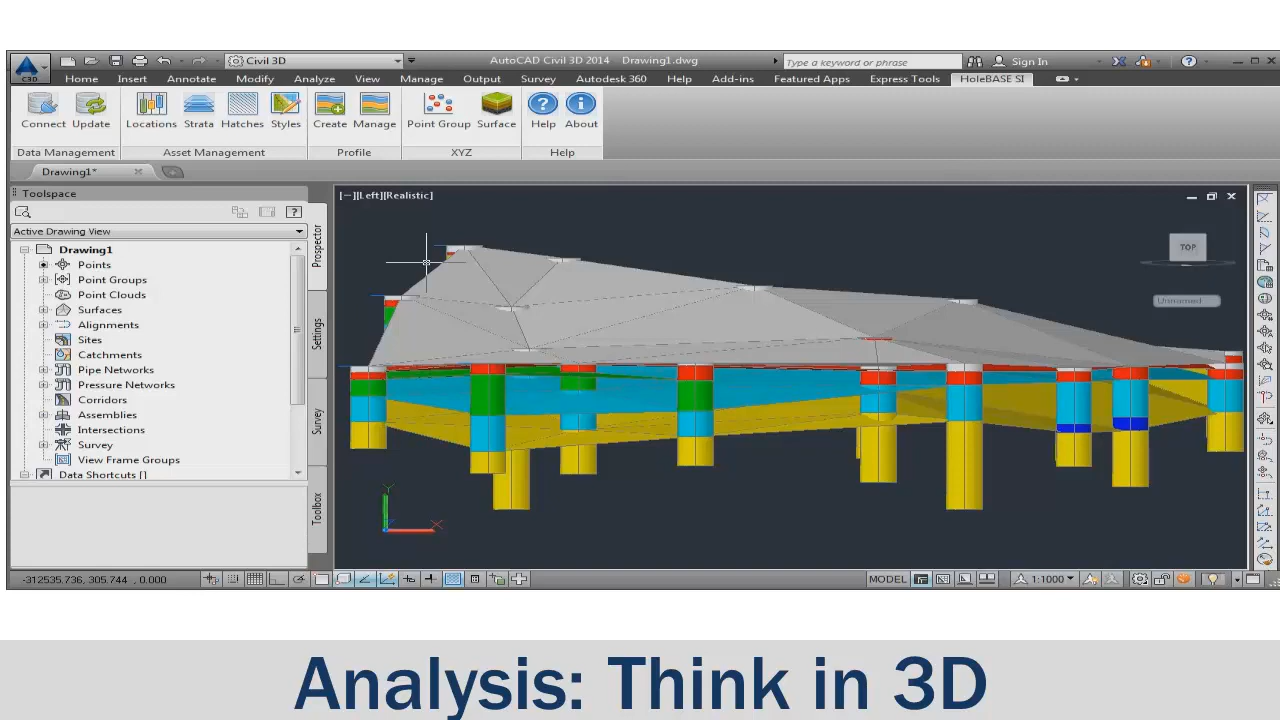 C3D
Civil 3D
AutoCAD Civil 3D 2014 Drawing1.dwg
Type a keyword or phrase
Sign In
Home Insert Annotate Modify Analyze View Manage Output Survey Autodesk 360 Help Add-ins Featured Apps Express Tools HoleBASE SI
Connect Update Locations Strata Hatches Styles Create Manage Point Group Surface Help About
Data Management Asset Management Profile XYZ Help
Drawing1*
Toolspace
[−][Left][Realistic]
Active Drawing View
Drawing1
Points
Point Groups
Point Clouds
Surfaces
Alignments
Sites
Catchments
Pipe Networks
Pressure Networks
Corridors
Assemblies
Intersections
Survey
View Frame Groups
Data Shortcuts []
Prospector
Settings
Survey
Toolbox
TOP
Unnamed
Y
X
-312535.736, 305.744 , 0.000
MODEL
1:1000
Analysis: Think in 3D